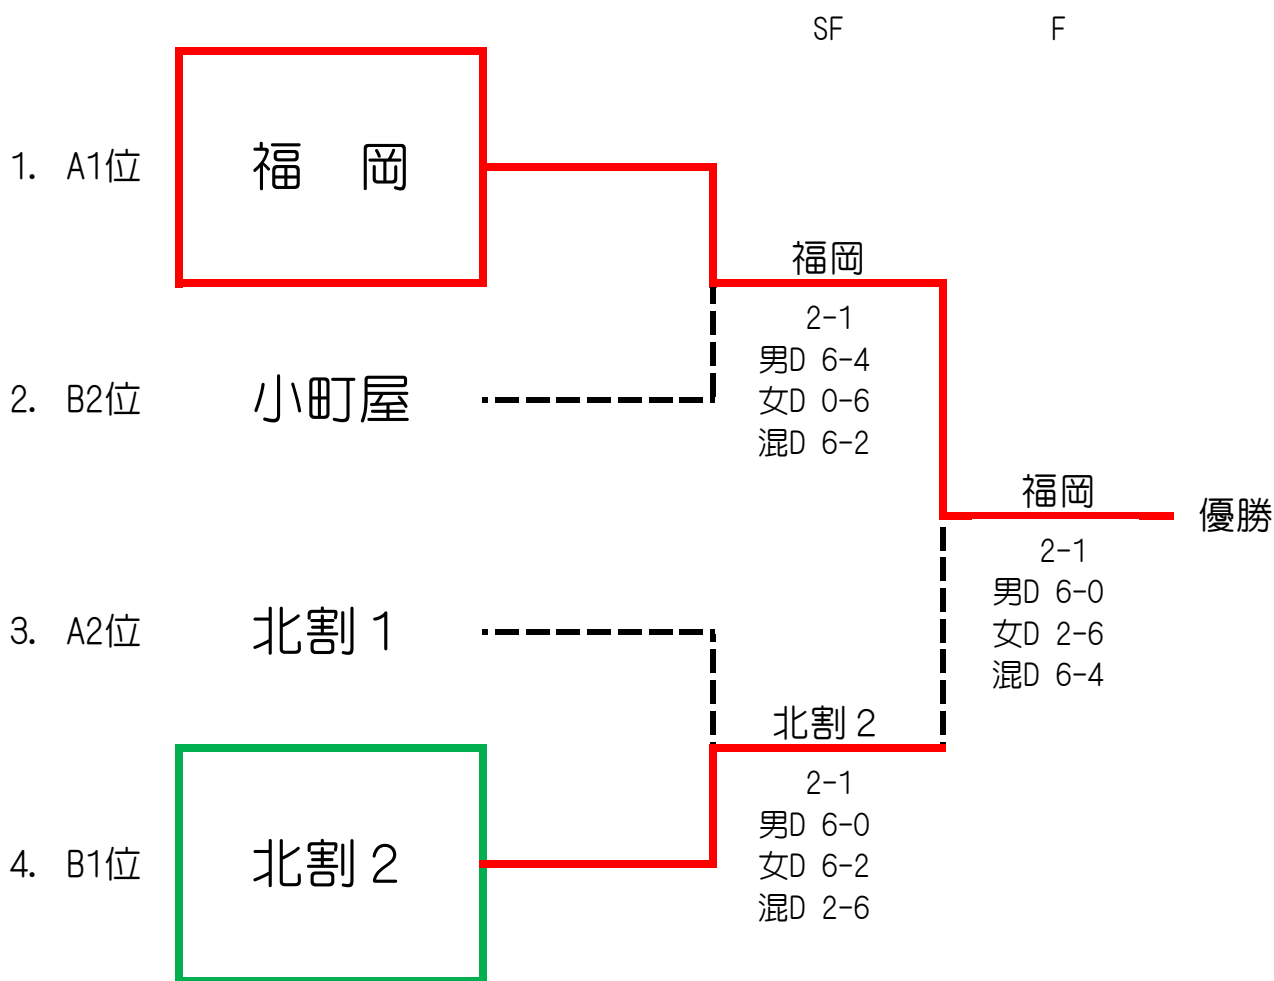 SF F
1. A1位 福 岡
福岡
2-1
男D 6-4
女D 0-6
混D 6-2
2. B2位 小町屋
福岡 優勝
2-1
男D 6-0
女D 2-6
混D 6-4
3. A2位 北割１
北割２
2-1
男D 6-0
女D 6-2
混D 2-6
4. B1位 北割２